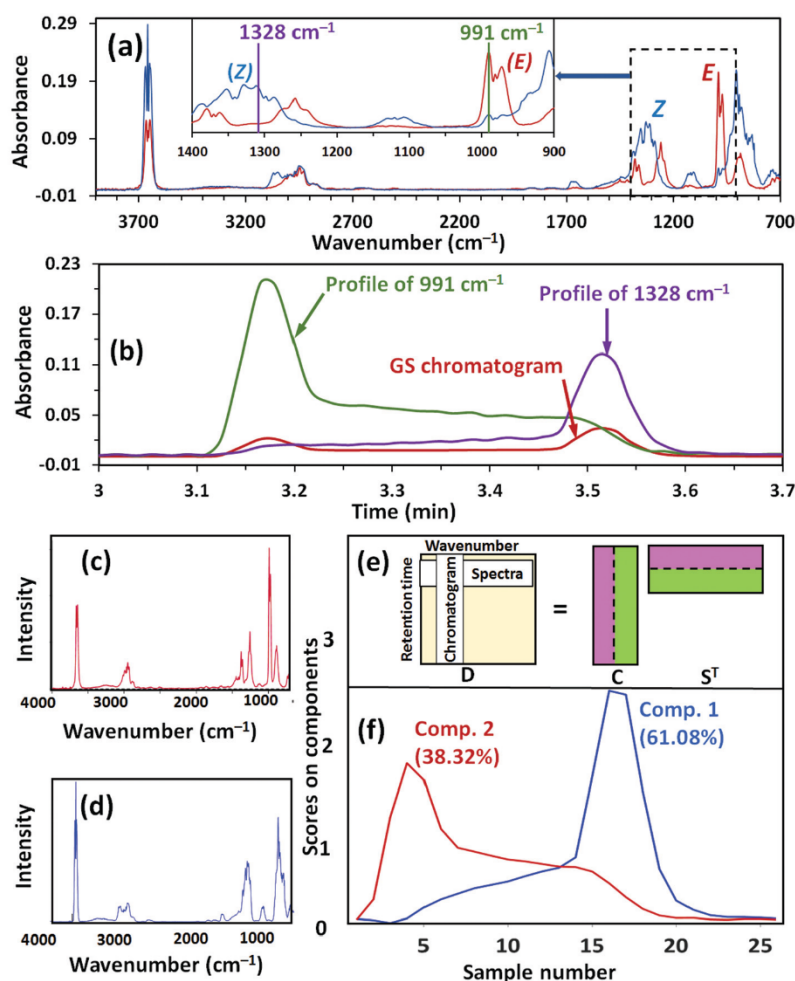 (a)
Absorbance
0.29
0.19
0.09
-0.01
1328 cm⁻¹
991 cm⁻¹
(Z)
(E)
1400 1300 1200 1100 1000 900
Z
E
3700 3200 2700 2200 1700 1200 700
Wavenumber (cm⁻¹)
(b)
Absorbance
0.23
0.17
0.11
0.05
-0.01
Profile of 991 cm⁻¹
Profile of 1328 cm⁻¹
GS chromatogram
3 3.1 3.2 3.3 3.4 3.5 3.6 3.7
Time (min)
(c)
Intensity
4000 3000 2000 1000
Wavenumber (cm⁻¹)
(d)
Intensity
4000 3000 2000 1000
Wavenumber (cm⁻¹)
(e)
Wavenumber
Retention time
Chromatogram
Spectra
=
D
C
Sᵀ
(f)
Scores on components
3
2
1
0
Comp. 2
(38.32%)
Comp. 1
(61.08%)
5 10 15 20 25
Sample number